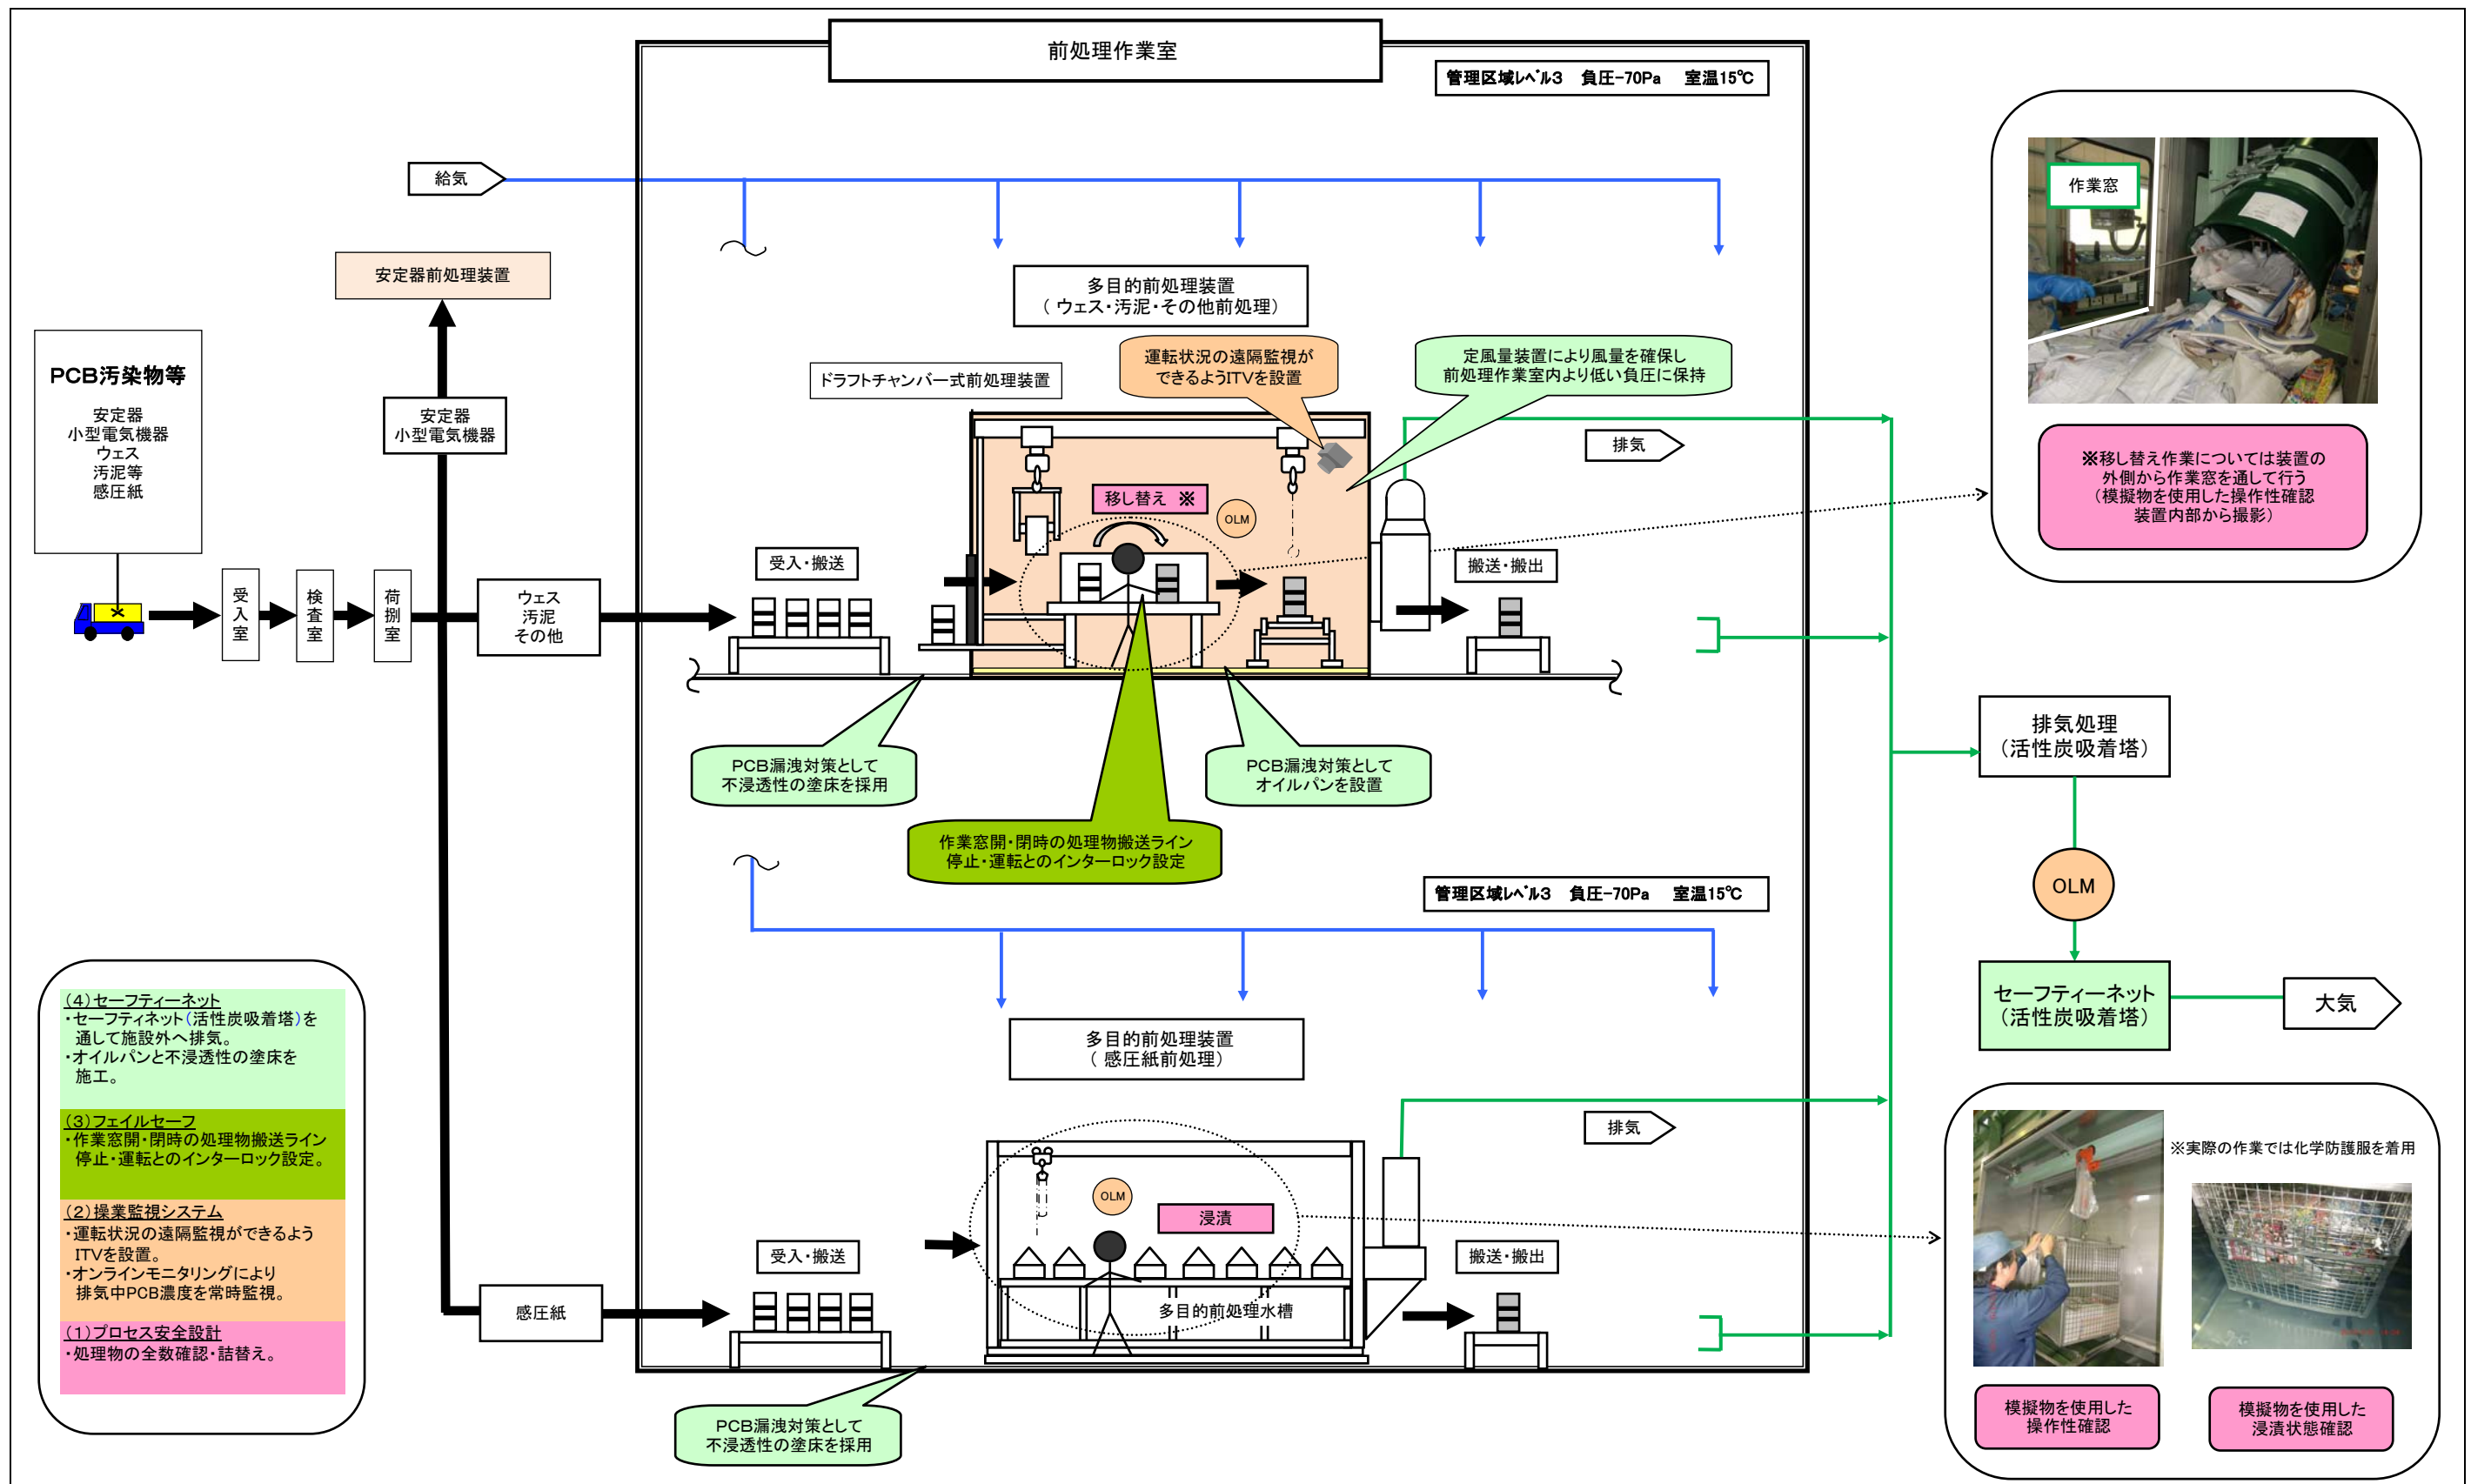 前処理作業室
管理区域レベル3 負圧-70Pa 室温15℃
給気
安定器前処理装置
PCB汚染物等
安定器
小型電気機器
ウェス
汚泥等
感圧紙
安定器
小型電気機器
受入室
検査室
荷捌室
ウェス
汚泥
その他
感圧紙
多目的前処理装置
(ウェス・汚泥・その他前処理)
ドラフトチャンバー式前処理装置
運転状況の遠隔監視が
できるようITVを設置
定風量装置により風量を確保し
前処理作業室内より低い負圧に保持
排気
移し替え ※
OLM
受入・搬送
搬送・搬出
PCB漏洩対策として
不浸透性の塗床を採用
PCB漏洩対策として
オイルパンを設置
作業窓開・閉時の処理物搬送ライン
停止・運転とのインターロック設定
管理区域レベル3 負圧-70Pa 室温15℃
多目的前処理装置
(感圧紙前処理)
排気
OLM
浸漬
受入・搬送
搬送・搬出
多目的前処理水槽
PCB漏洩対策として
不浸透性の塗床を採用
作業窓
※移し替え作業については装置の
外側から作業窓を通して行う
(模擬物を使用した操作性確認
装置内部から撮影)
排気処理
(活性炭吸着塔)
OLM
セーフティーネット
(活性炭吸着塔)
大気
※実際の作業では化学防護服を着用
模擬物を使用した
操作性確認
模擬物を使用した
浸漬状態確認
(4)セーフティーネット
・セーフティネット(活性炭吸着塔)を
通して施設外へ排気。
・オイルパンと不浸透性の塗床を
施工。
(3)フェイルセーフ
・作業窓開・閉時の処理物搬送ライン
停止・運転とのインターロック設定。
(2)操業監視システム
・運転状況の遠隔監視ができるよう
ITVを設置。
・オンラインモニタリングにより
排気中PCB濃度を常時監視。
(1)プロセス安全設計
・処理物の全数確認・詰替え。